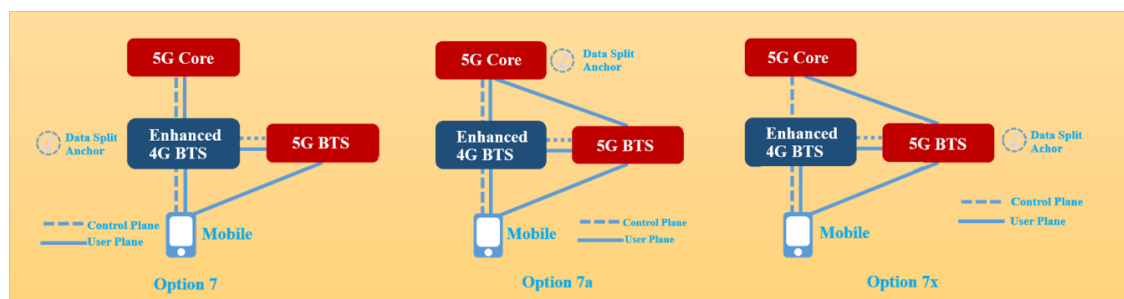 5G Core
Data Split
Anchor
Enhanced
4G BTS
5G BTS
Control Plane
User Plane
Mobile
Option 7
5G Core
Data Split
Anchor
Enhanced
4G BTS
5G BTS
Control Plane
User Plane
Mobile
Option 7a
5G Core
Enhanced
4G BTS
5G BTS
Data Split
Achor
Control Plane
User Plane
Mobile
Option 7x